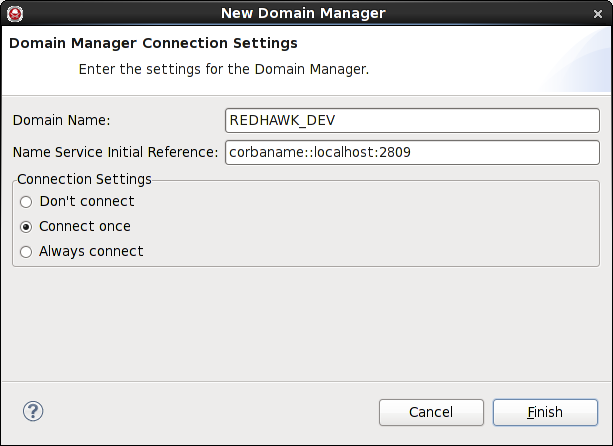 New Domain Manager
Domain Manager Connection Settings
Enter the settings for the Domain Manager.
Domain Name: REDHAWK_DEV
Name Service Initial Reference: corbaname::localhost:2809
Connection Settings
Don't connect
Connect once
Always connect
? Cancel Finish